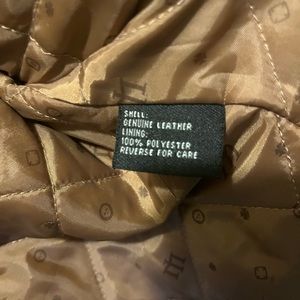 SHELL:
GENUINE LEATHER
LINING:
100% POLYESTER
REVERSE FOR CARE